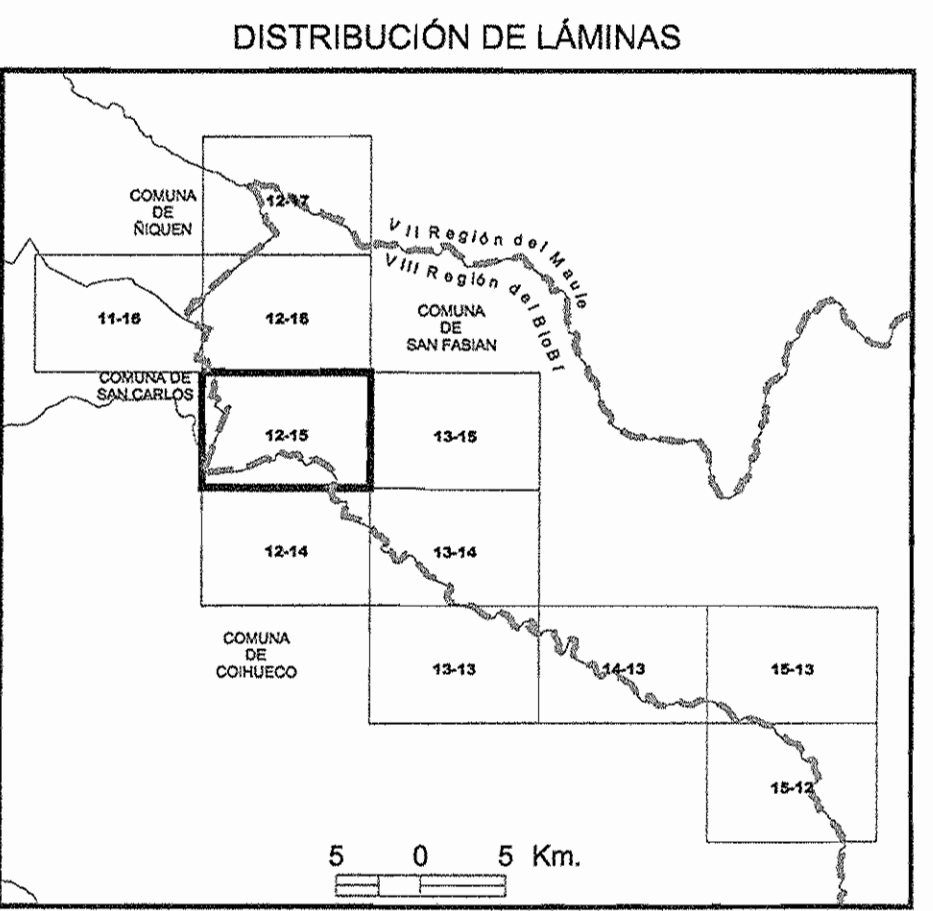 DISTRIBUCIÓN DE LÁMINAS
COMUNA
DE
ÑIQUEN
12-17
VII Región del Maule
VIII Región del BíoBí
11-16
12-16
COMUNA
DE
SAN FABIAN
COMUNA DE
SAN CARLOS
12-15
13-15
12-14
13-14
COMUNA
DE
COIHUECO
13-13
14-13
15-13
15-12
5 0 5 Km.